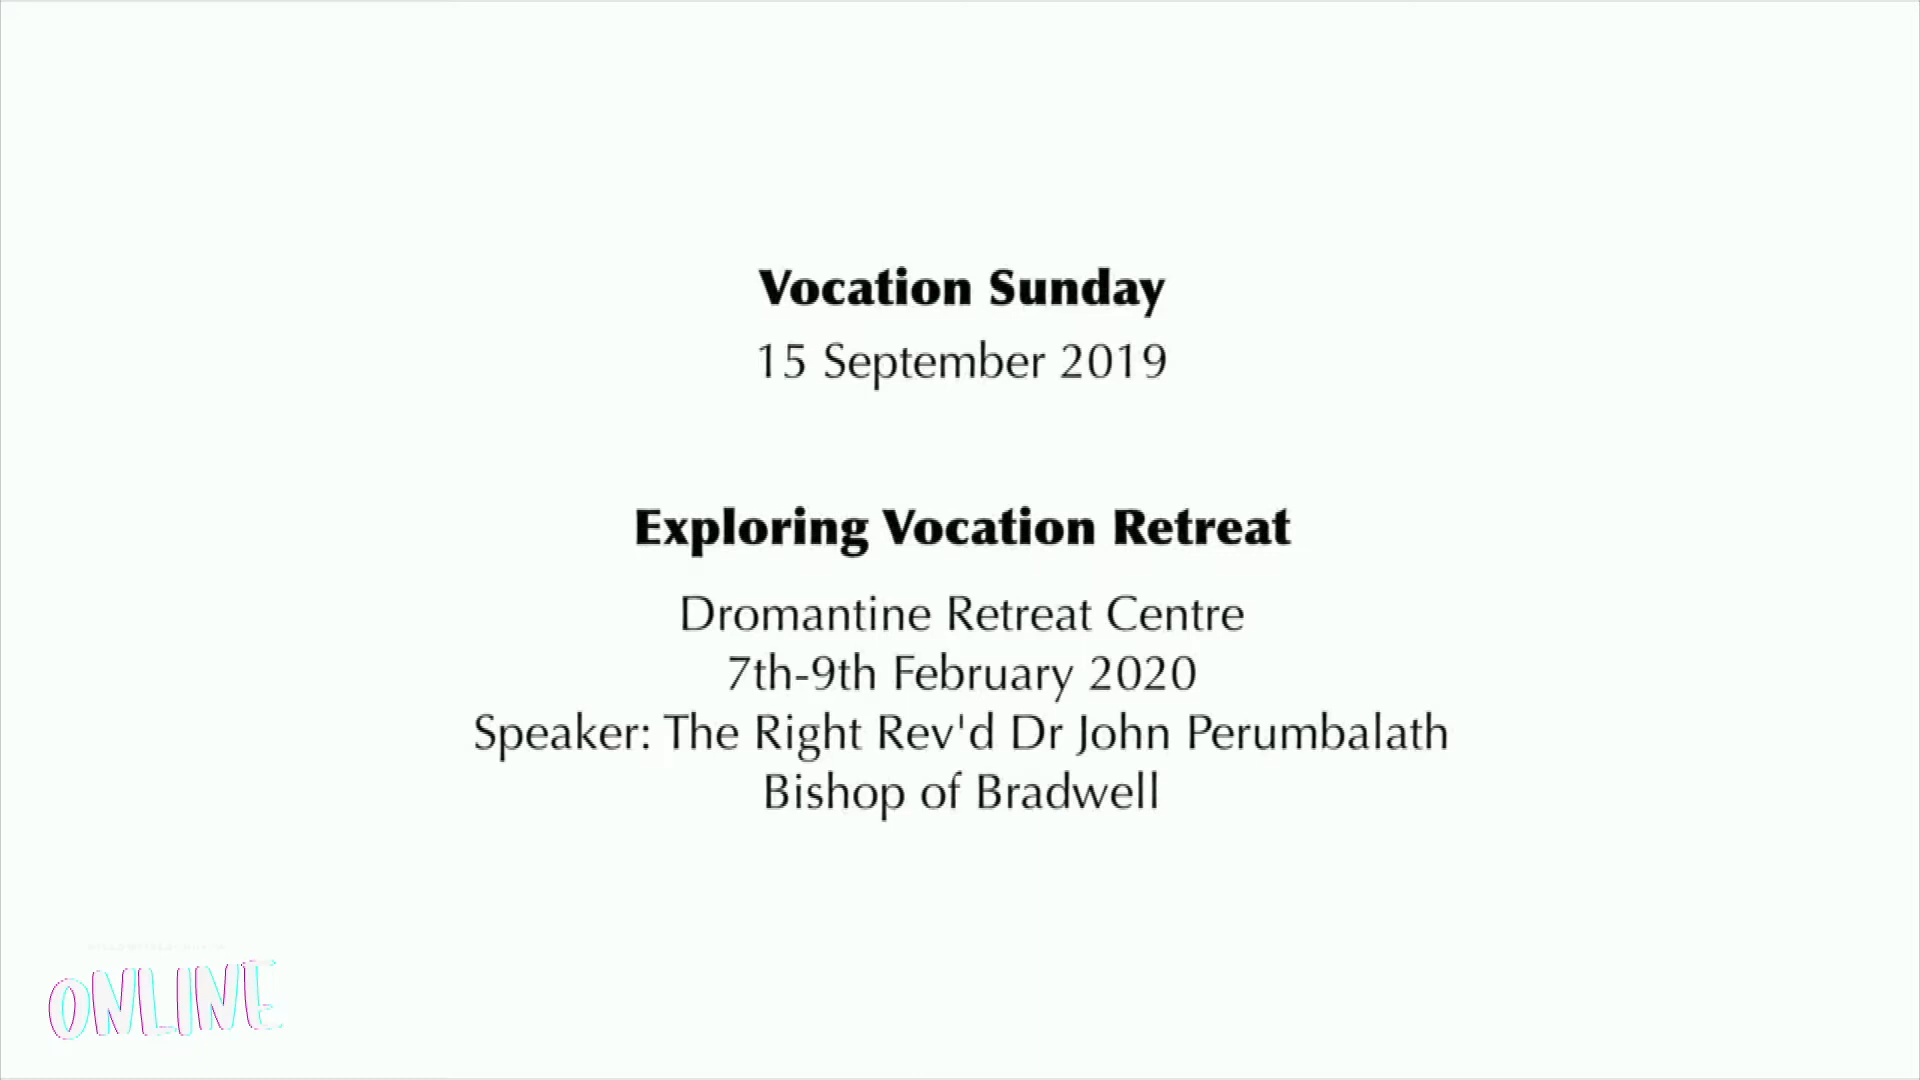 Vocation Sunday
15 September 2019
Exploring Vocation Retreat
Dromantine Retreat Centre
7th-9th February 2020
Speaker: The Right Rev'd Dr John Perumbalath
Bishop of Bradwell
ONLINE